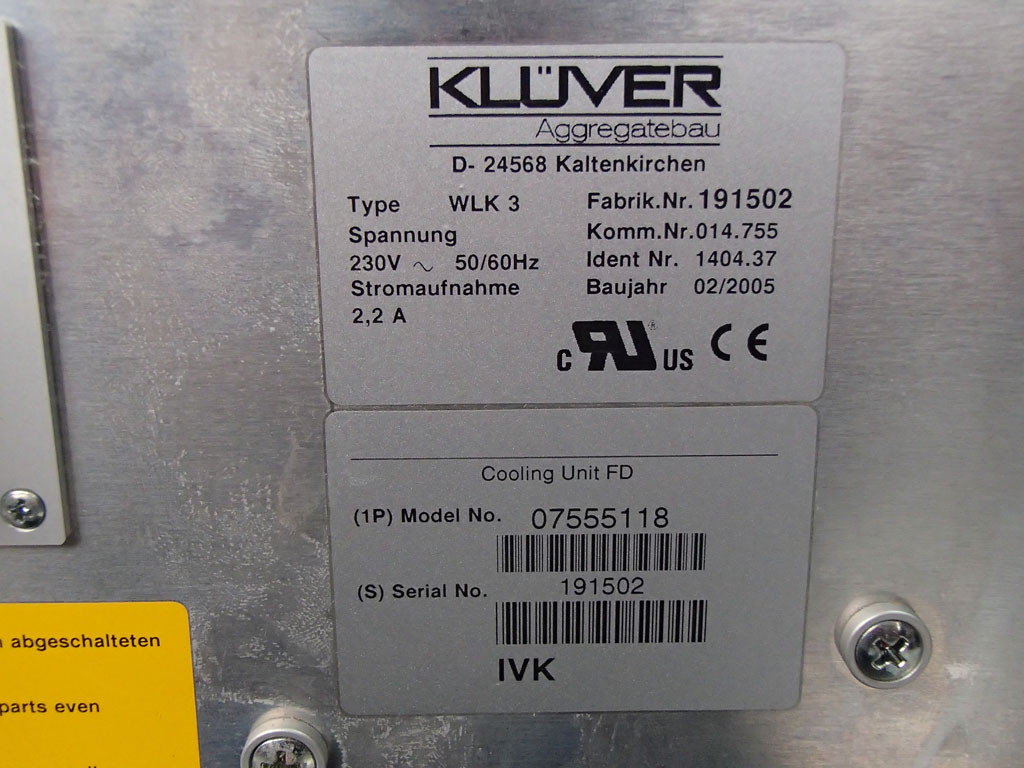 KLÜVER
Aggregatebau
D- 24568 Kaltenkirchen
Type WLK 3
Spannung
230V ~ 50/60Hz
Stromaufnahme
2,2 A
Fabrik.Nr. 191502
Komm.Nr. 014.755
Ident Nr. 1404.37
Baujahr 02/2005
c RU ® US CE
Cooling Unit FD
(1P) Model No. 07555118
(S) Serial No. 191502
IVK
abgeschalteten
parts even